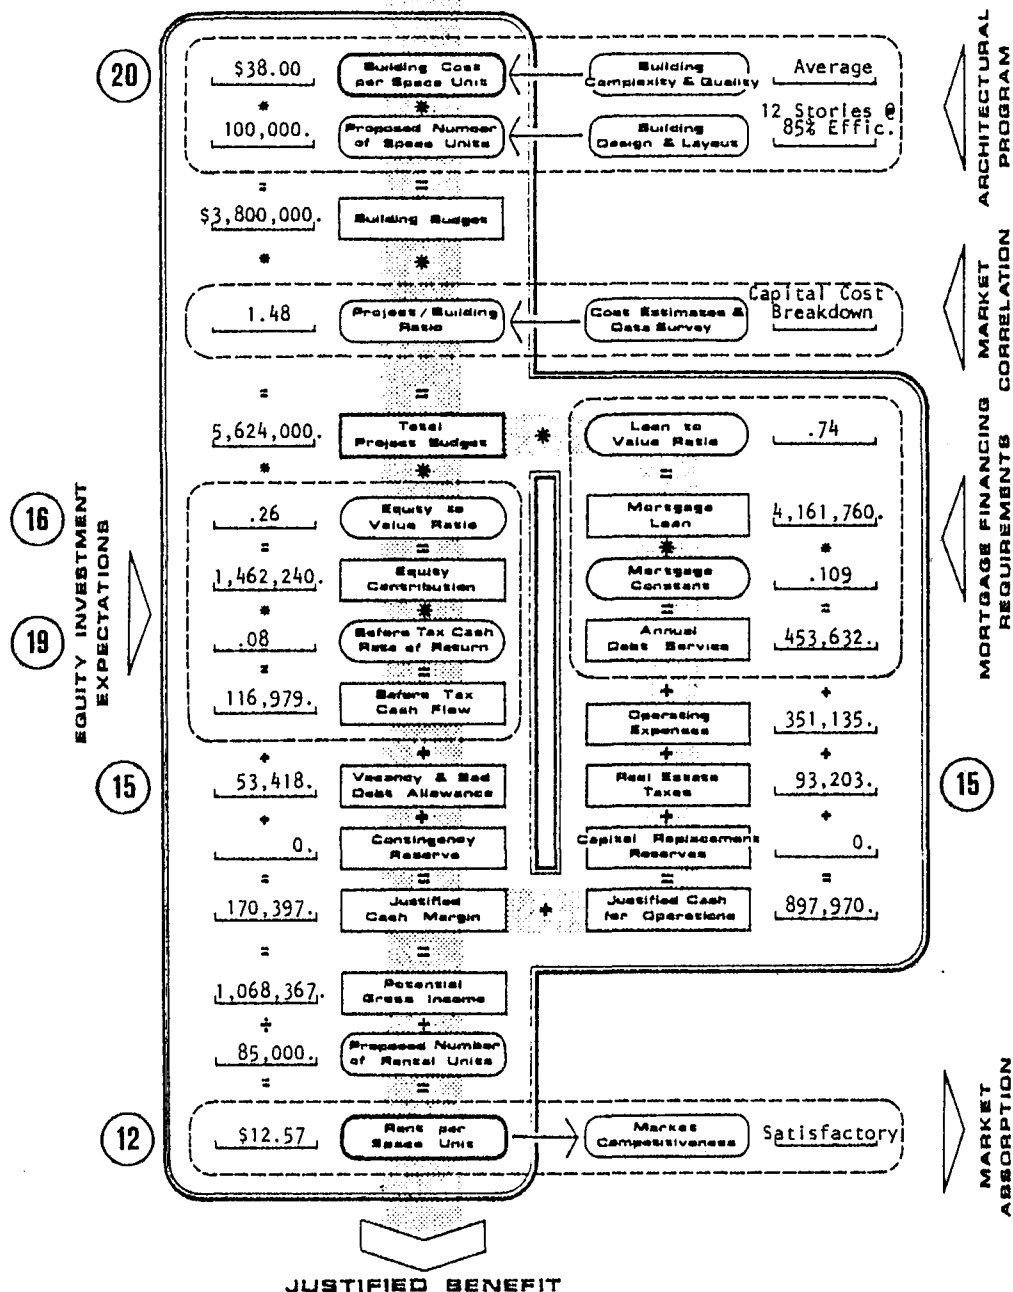 20
$38.00
Building Cost
per Space Unit
Building
Complexity & Quality
Average
*
*
100,000.
Proposed Number
of Space Units
Building
Design & Layout
12 Stories @
85% Effic.
=
=
$3,800,000.
Building Budget
*
*
1.48
Project/Building
Ratio
Cost Estimates &
Data Survey
Capital Cost
Breakdown
=
=
5,624,000.
Total
Project Budget
*
Loan to
Value Ratio
.74
*
*
=
16
.26
Equity to
Value Ratio
Mortgage
Loan
4,161,760.
=
=
*
*
1,462,240.
Equity
Contribution
Mortgage
Constant
.109
*
*
=
=
19
.08
Before Tax Cash
Rate of Return
Annual
Debt Service
453,632.
=
=
+
+
116,979.
Before Tax
Cash Flow
Operating
Expenses
351,135.
+
+
+
+
15
53,418.
Vacancy & Bad
Debt Allowance
Real Estate
Taxes
93,203.
15
+
+
+
+
0.
Contingency
Reserve
Capital Replacement
Reserves
0.
=
=
=
=
170,397.
Justified
Cash Margin
+
Justified Cash
for Operations
897,970.
=
=
1,068,367.
Potential
Gross Income
÷
÷
85,000.
Proposed Number
of Rental Units
=
=
12
$12.57
Rent per
Space Unit
Market
Competitiveness
Satisfactory
JUSTIFIED BENEFIT
EQUITY INVESTMENT
EXPECTATIONS
ARCHITECTURAL
PROGRAM
MARKET
CORRELATION
MORTGAGE FINANCING
REQUIREMENTS
MARKET
ABSORPTION